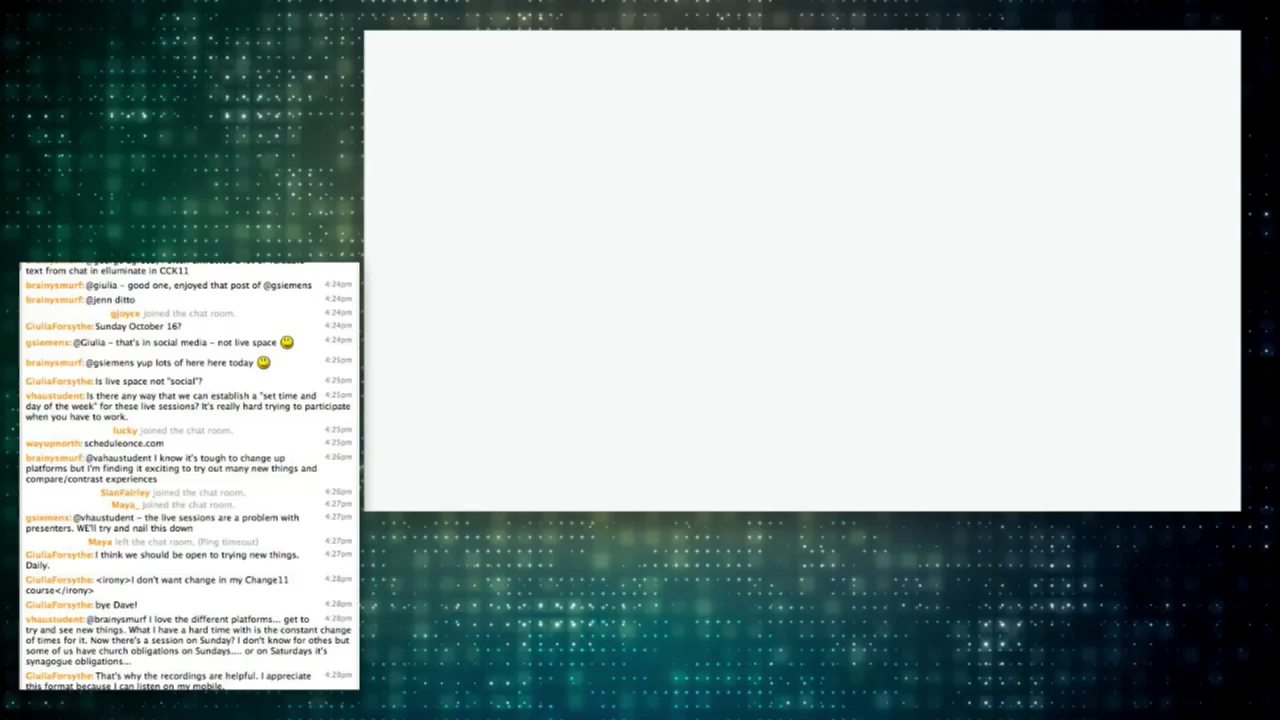 text from chat in elluminate in CCK11
brainysmurf: @giulia - good one, enjoyed that post of @gsiemens 4:24pm
brainysmurf: @jenn ditto 4:24pm
gjoyce joined the chat room. 4:24pm
GiuliaForsythe: Sunday October 16? 4:24pm
gsiemens: @Giulia - that's in social media - not live space 4:24pm
brainysmurf: @gsiemens yup lots of here here today 4:25pm
GiuliaForsythe: Is live space not "social"? 4:25pm
vhaustudent: Is there any way that we can establish a "set time and 4:25pm
day of the week" for these live sessions? It's really hard trying to participate
when you have to work.
lucky joined the chat room. 4:25pm
wayupnorth: scheduleonce.com 4:25pm
brainysmurf: @vahaustudent I know it's tough to change up 4:26pm
platforms but I'm finding it exciting to try out many new things and
compare/contrast experiences
SianFairley joined the chat room. 4:26pm
Maya_ joined the chat room. 4:27pm
gsiemens: @vhaustudent - the live sessions are a problem with 4:27pm
presenters. WE'll try and nail this down
Maya left the chat room. (Ping timeout) 4:27pm
GiuliaForsythe: I think we should be open to trying new things. 4:27pm
Daily.
GiuliaForsythe: <irony>I don't want change in my Change11 4:28pm
course</irony>
GiuliaForsythe: bye Dave! 4:28pm
vhaustudent: @brainysmurf I love the different platforms... get to 4:28pm
try and see new things. What I have a hard time with is the constant change
of times for it. Now there's a session on Sunday? I don't know for othes but
some of us have church obligations on Sundays.... or on Saturdays it's
synagogue obligations...
GiuliaForsythe: That's why the recordings are helpful. I appreciate 4:29pm
this format because I can listen on my mobile.